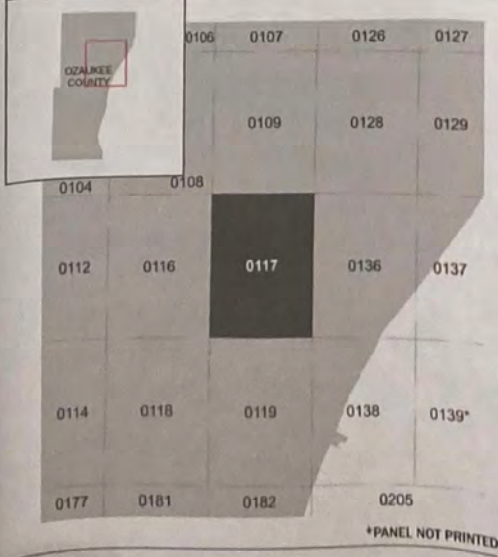 OZAUKEE
COUNTY
0106 0107 0126 0127
0109 0128 0129
0104 0108
0112 0116 0117 0136 0137
0114 0118 0119 0138 0139*
0177 0181 0182 0205
*PANEL NOT PRINTED